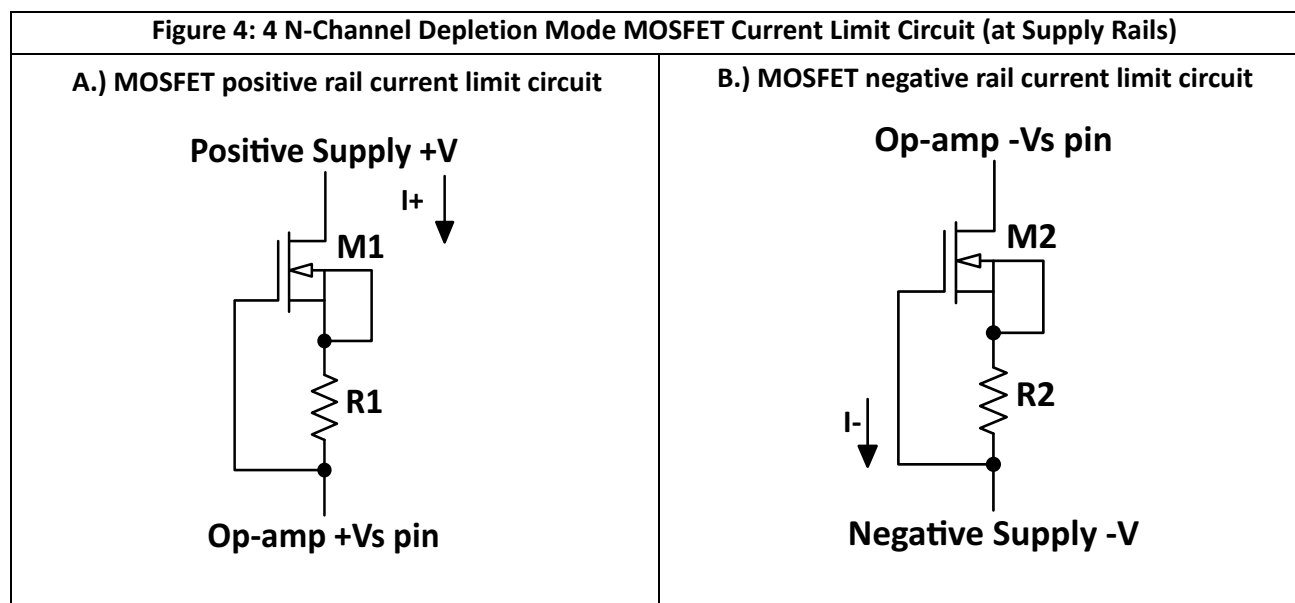 Figure 4: 4 N-Channel Depletion Mode MOSFET Current Limit Circuit (at Supply Rails)
A.) MOSFET positive rail current limit circuit
Positive Supply +V
I+
M1
R1
Op-amp +Vs pin
B.) MOSFET negative rail current limit circuit
Op-amp -Vs pin
M2
R2
I-
Negative Supply -V